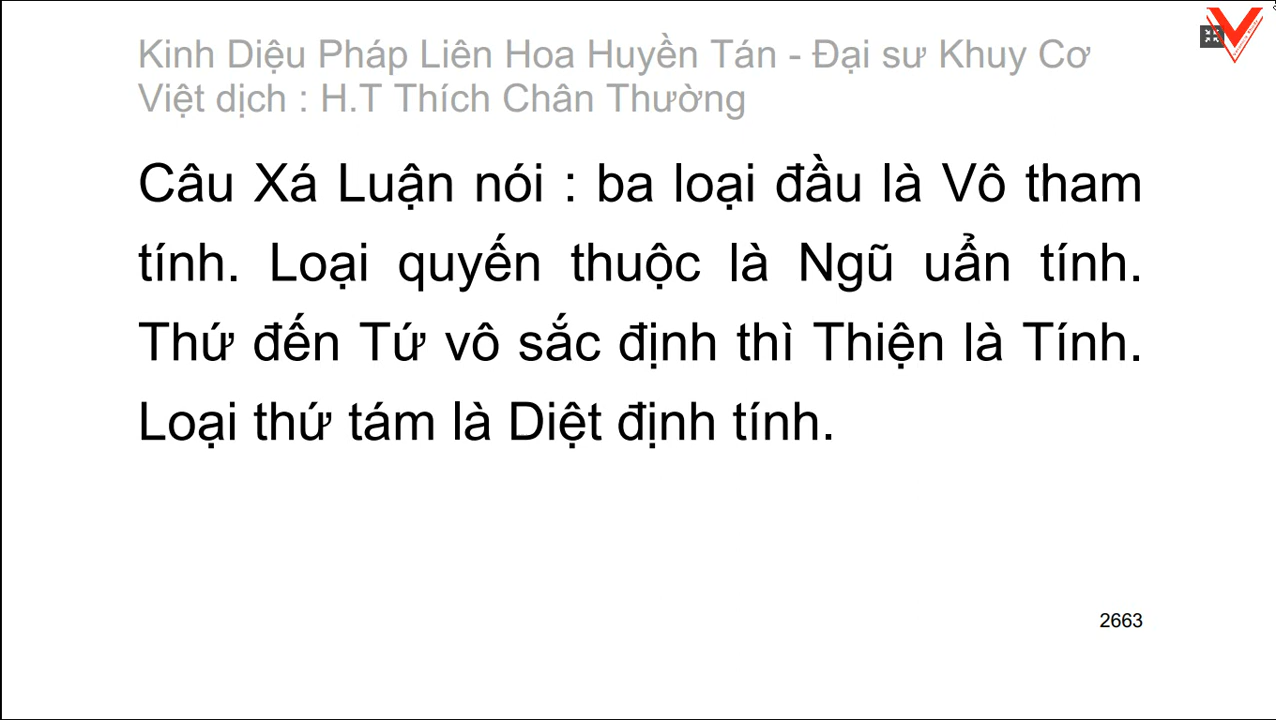 Kinh Diệu Pháp Liên Hoa Huyền Tán - Đại sư Khuy Cơ
Việt dịch : H.T Thích Chân Thường
Câu Xá Luận nói : ba loại đầu là Vô tham
tính. Loại quyến thuộc là Ngũ uẩn tính.
Thứ đến Tứ vô sắc định thì Thiện là Tính.
Loại thứ tám là Diệt định tính.
2663